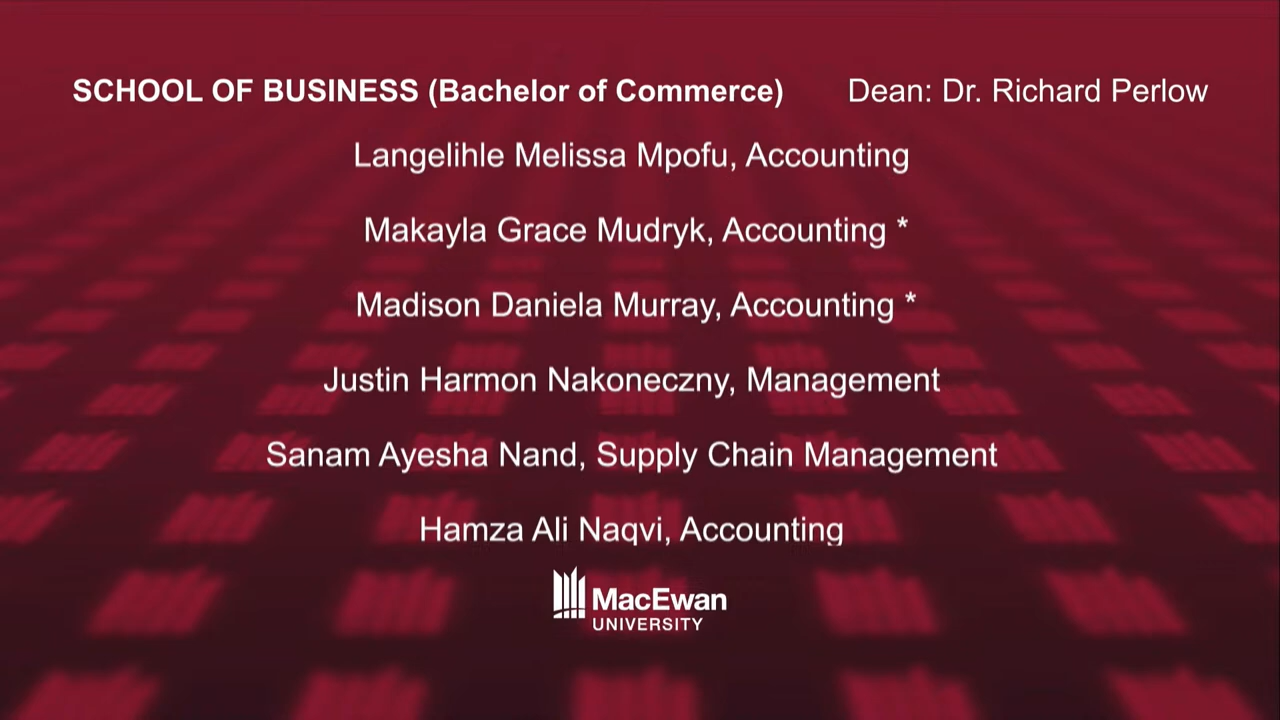 SCHOOL OF BUSINESS (Bachelor of Commerce) Dean: Dr. Richard Perlow
Langelihle Melissa Mpofu, Accounting
Makayla Grace Mudryk, Accounting *
Madison Daniela Murray, Accounting *
Justin Harmon Nakoneczny, Management
Sanam Ayesha Nand, Supply Chain Management
Hamza Ali Naqvi, Accounting
MacEwan
UNIVERSITY